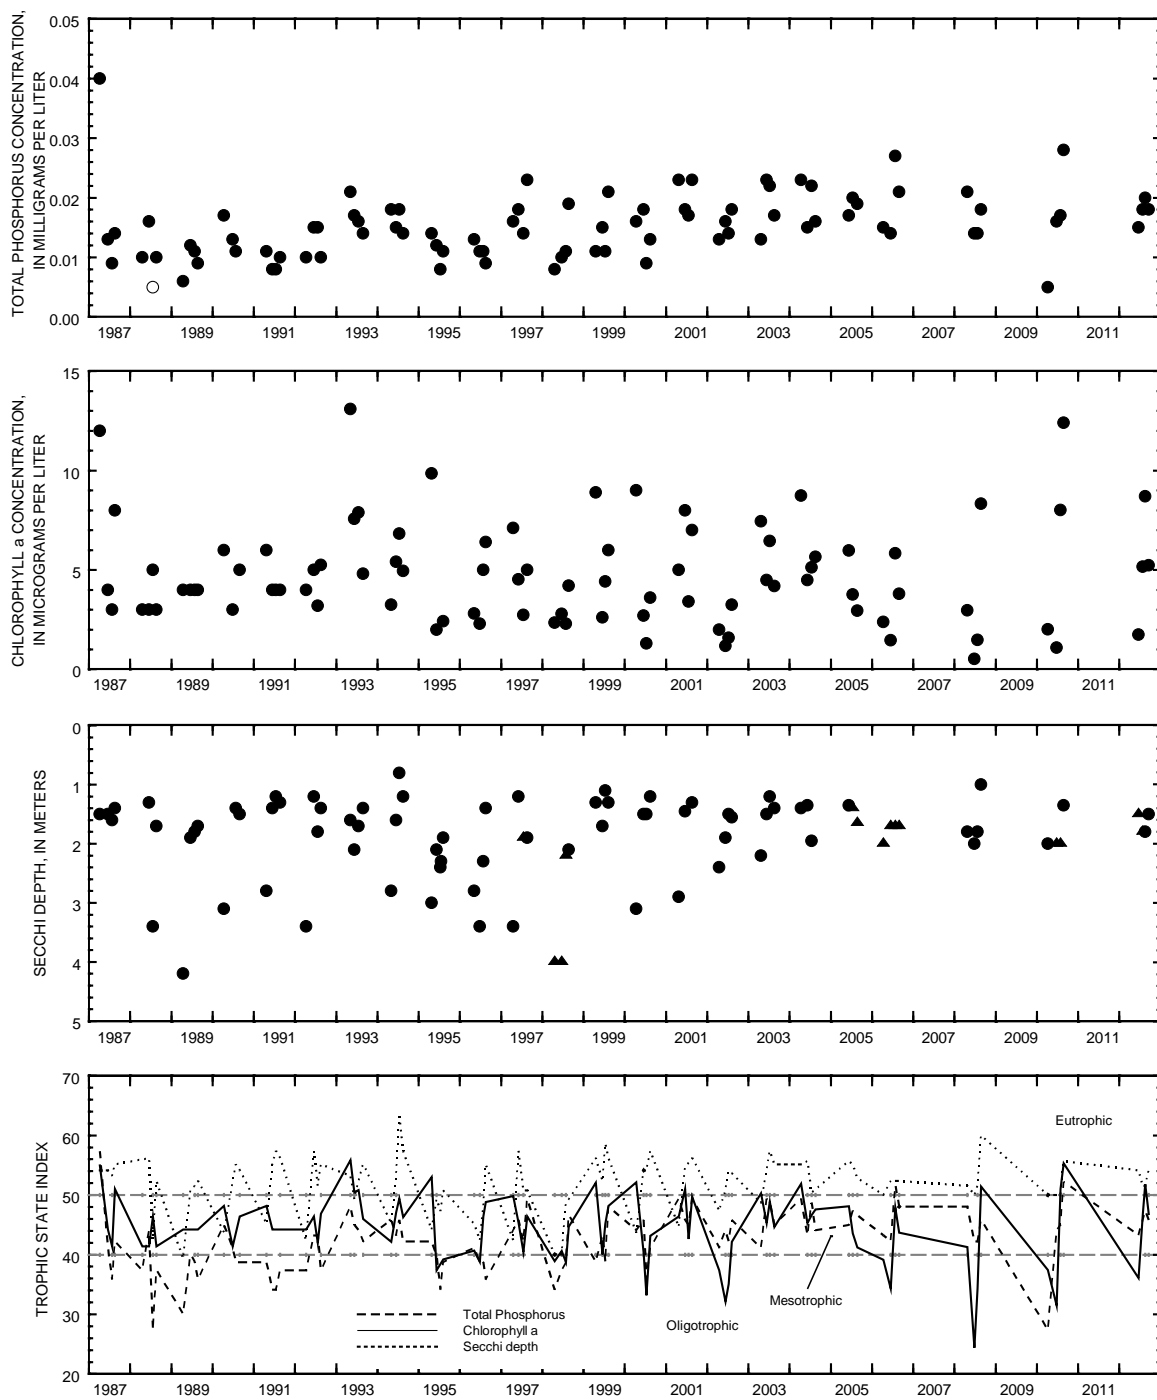 TOTAL PHOSPHORUS CONCENTRATION,
IN MILLIGRAMS PER LITER
0.05
0.04
0.03
0.02
0.01
0.00
1987 1989 1991 1993 1995 1997 1999 2001 2003 2005 2007 2009 2011
CHLOROPHYLL a CONCENTRATION,
IN MICROGRAMS PER LITER
15
10
5
0
1987 1989 1991 1993 1995 1997 1999 2001 2003 2005 2007 2009 2011
SECCHI DEPTH, IN METERS
0
1
2
3
4
5
1987 1989 1991 1993 1995 1997 1999 2001 2003 2005 2007 2009 2011
TROPHIC STATE INDEX
70
60
50
40
30
20
Eutrophic
Mesotrophic
Oligotrophic
Total Phosphorus
Chlorophyll a
Secchi depth
1987 1989 1991 1993 1995 1997 1999 2001 2003 2005 2007 2009 2011